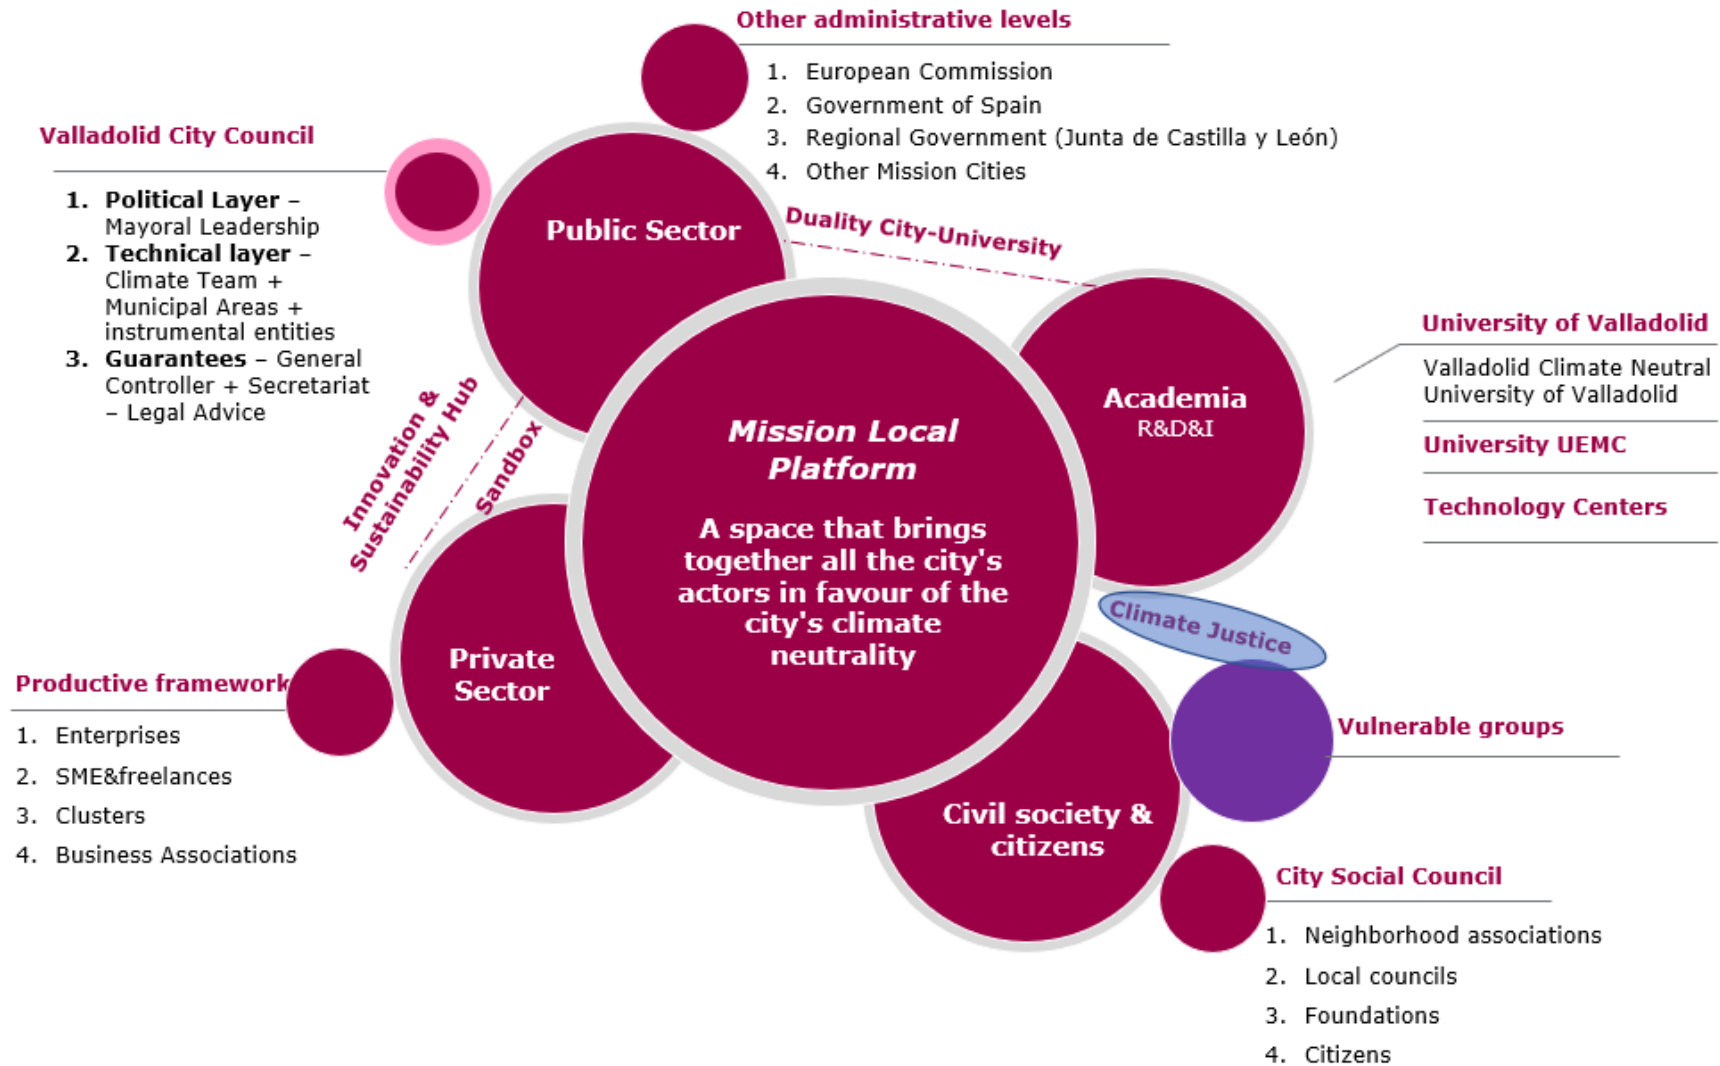 Other administrative levels
1. European Commission
2. Government of Spain
3. Regional Government (Junta de Castilla y León)
4. Other Mission Cities
Valladolid City Council
1. Political Layer –
Mayoral Leadership
2. Technical layer –
Climate Team +
Municipal Areas +
instrumental entities
3. Guarantees – General
Controller + Secretariat
– Legal Advice
Public Sector
Duality City-University
Innovation &
Sustainability Hub
Sandbox
Mission Local
Platform
A space that brings
together all the city's
actors in favour of the
city's climate
neutrality
Academia
R&D&I
University of Valladolid
Valladolid Climate Neutral
University of Valladolid
University UEMC
Technology Centers
Climate Justice
Private
Sector
Productive framework
1. Enterprises
2. SME&freelances
3. Clusters
4. Business Associations
Vulnerable groups
Civil society &
citizens
City Social Council
1. Neighborhood associations
2. Local councils
3. Foundations
4. Citizens